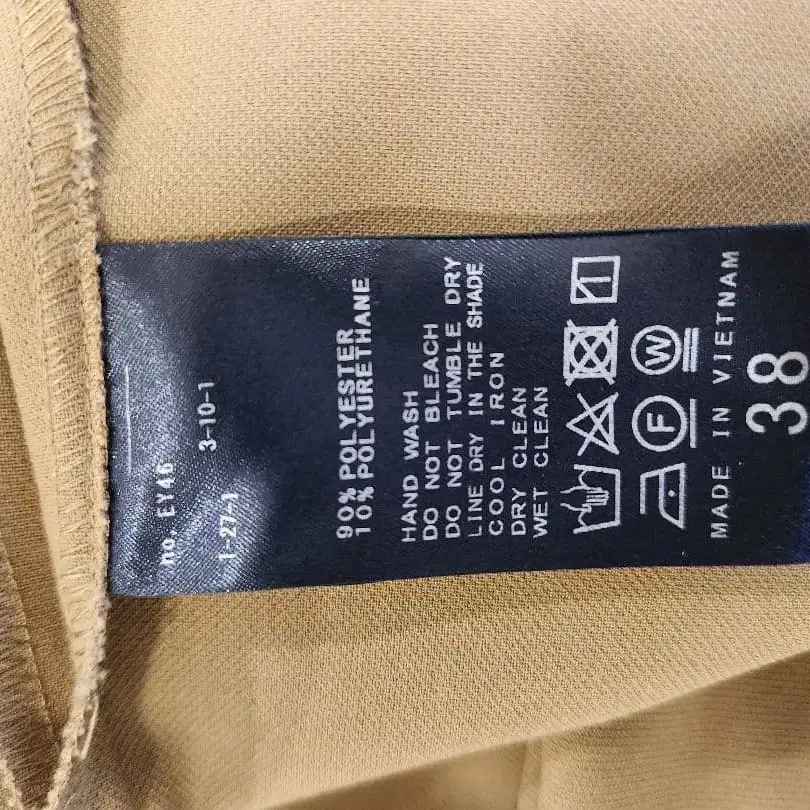 no. EY46
3-10-1
1-27-1
90% POLYESTER
10% POLYURETHANE
HAND WASH
DO NOT BLEACH
DO NOT TUMBLE DRY
LINE DRY IN THE SHADE
COOL IRON
DRY CLEAN
WET CLEAN
F W
MADE IN VIETNAM
38